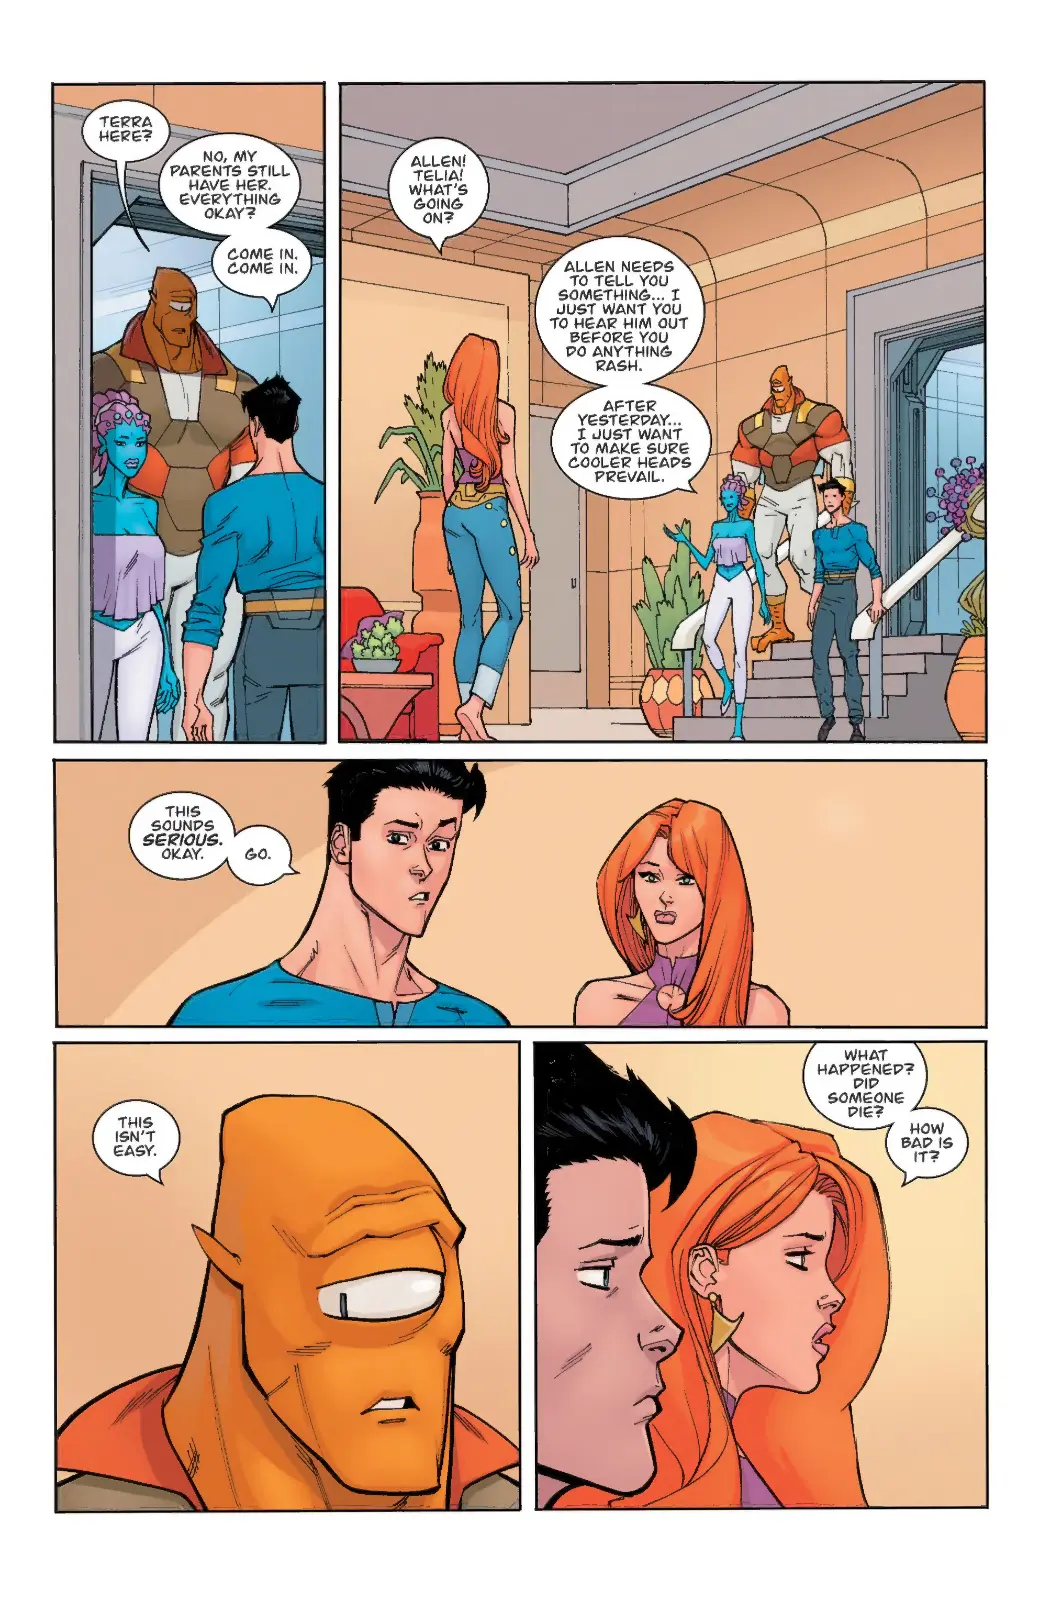 TERRA
HERE?
NO, MY
PARENTS STILL
HAVE HER.
EVERYTHING
OKAY?
COME IN.
COME IN.
ALLEN!
TELIA!
WHAT'S
GOING
ON?
ALLEN NEEDS
TO TELL YOU
SOMETHING... I
JUST WANT YOU
TO HEAR HIM OUT
BEFORE YOU
DO ANYTHING
RASH.
AFTER
YESTERDAY...
I JUST WANT
TO MAKE SURE
COOLER HEADS
PREVAIL.
THIS
SOUNDS
SERIOUS.
OKAY.
GO.
THIS
ISN'T
EASY.
WHAT
HAPPENED?
DID
SOMEONE
DIE?
HOW
BAD IS
IT?